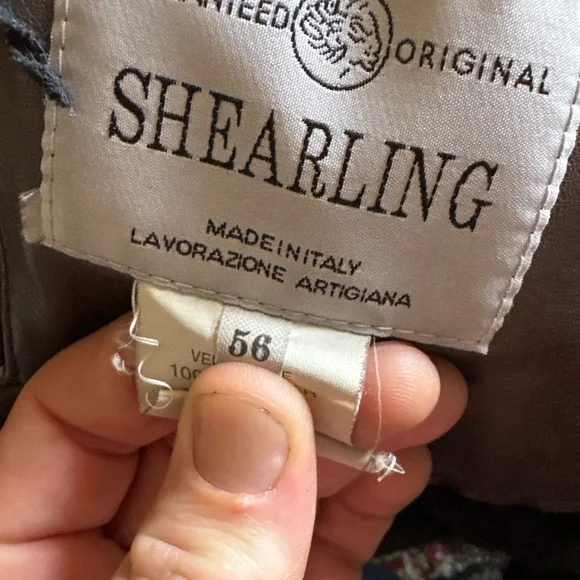 ORIGINAL
SHEARLING
MADE IN ITALY
LAVORAZIONE ARTIGIANA
56